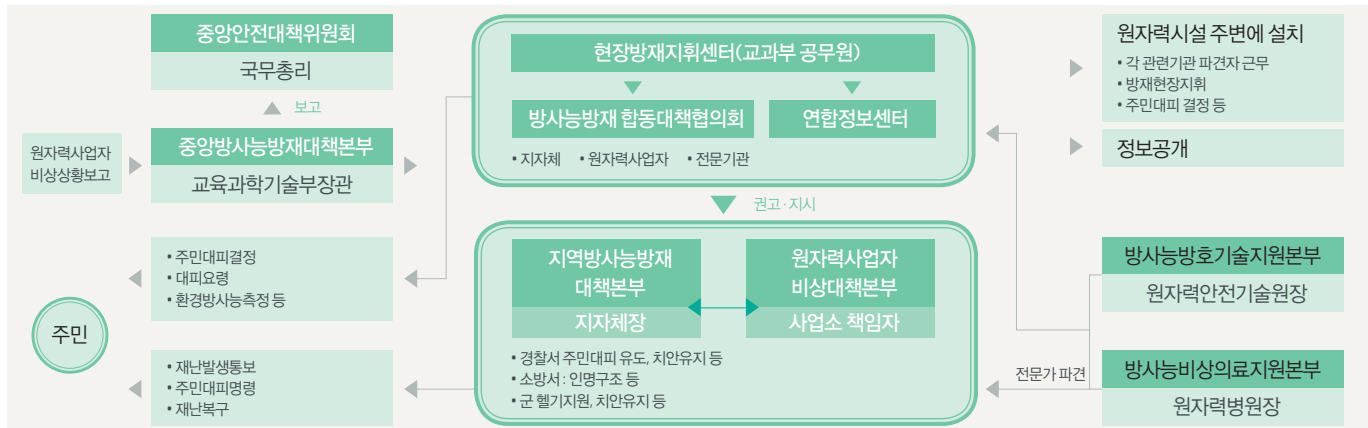 중앙안전대책위원회
국무총리
보고
원자력사업자
비상상황보고
중앙방사능방재대책본부
교육과학기술부장관
현장방재지휘센터(교과부 공무원)
방사능방재 합동대책협의회
연합정보센터
• 지자체 • 원자력사업자 • 전문기관
원자력시설 주변에 설치
• 각 관련기관 파견자 근무
• 방재현장지휘
• 주민대피 결정 등
정보공개
권고·지시
주민
• 주민대피결정
• 대피요령
• 환경방사능측정 등
• 재난발생통보
• 주민대피명령
• 재난복구
지역방사능방재
대책본부
지자체장
원자력사업자
비상대책본부
사업소 책임자
• 경찰서 주민대피 유도, 치안유지 등
• 소방서 : 인명구조 등
• 군 헬기지원, 치안유지 등
방사능방호기술지원본부
원자력안전기술원장
전문가 파견
방사능비상의료지원본부
원자력병원장